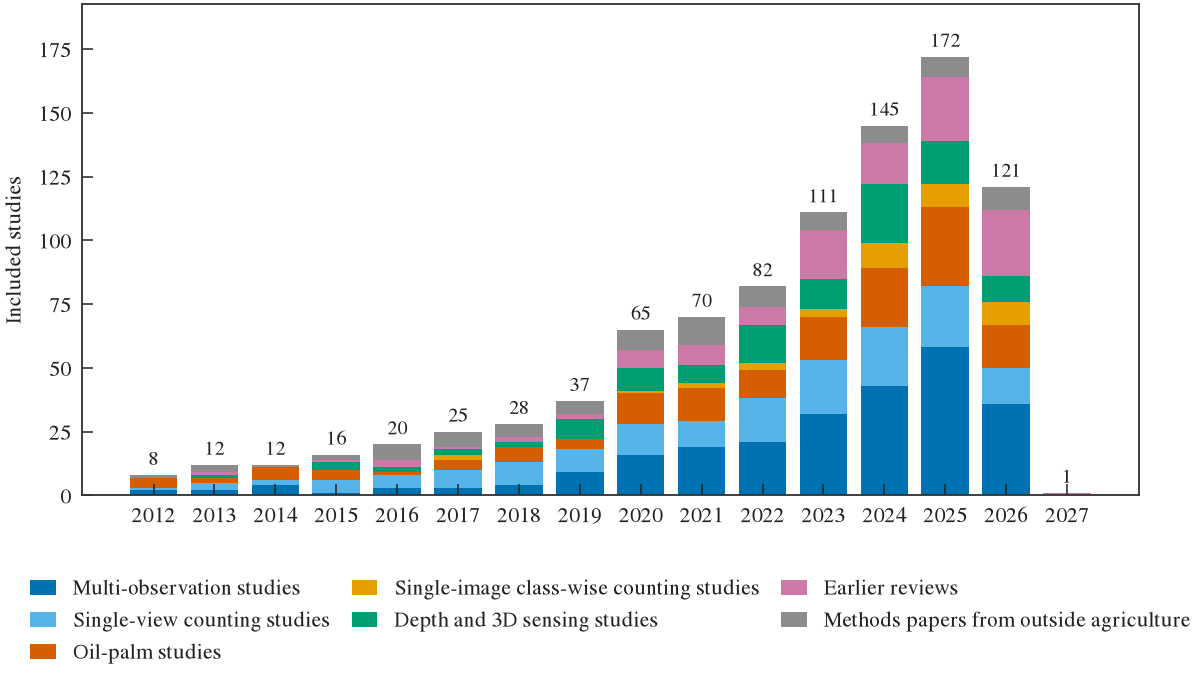 Included studies
175
150
125
100
75
50
25
0
8
12
12
16
20
25
28
37
65
70
82
111
145
172
121
1
2012 2013 2014 2015 2016 2017 2018 2019 2020 2021 2022 2023 2024 2025 2026 2027
Multi-observation studies
Single-view counting studies
Oil-palm studies
Single-image class-wise counting studies
Depth and 3D sensing studies
Earlier reviews
Methods papers from outside agriculture